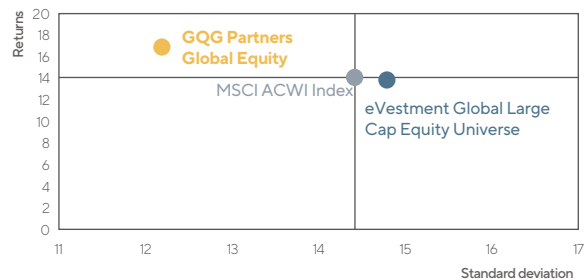 Returns
20
18
16
14
12
10
8
6
4
2
0
GQG Partners
Global Equity
MSCI ACWI Index
eVestment Global Large
Cap Equity Universe
11
12
13
14
15
16
17
Standard deviation